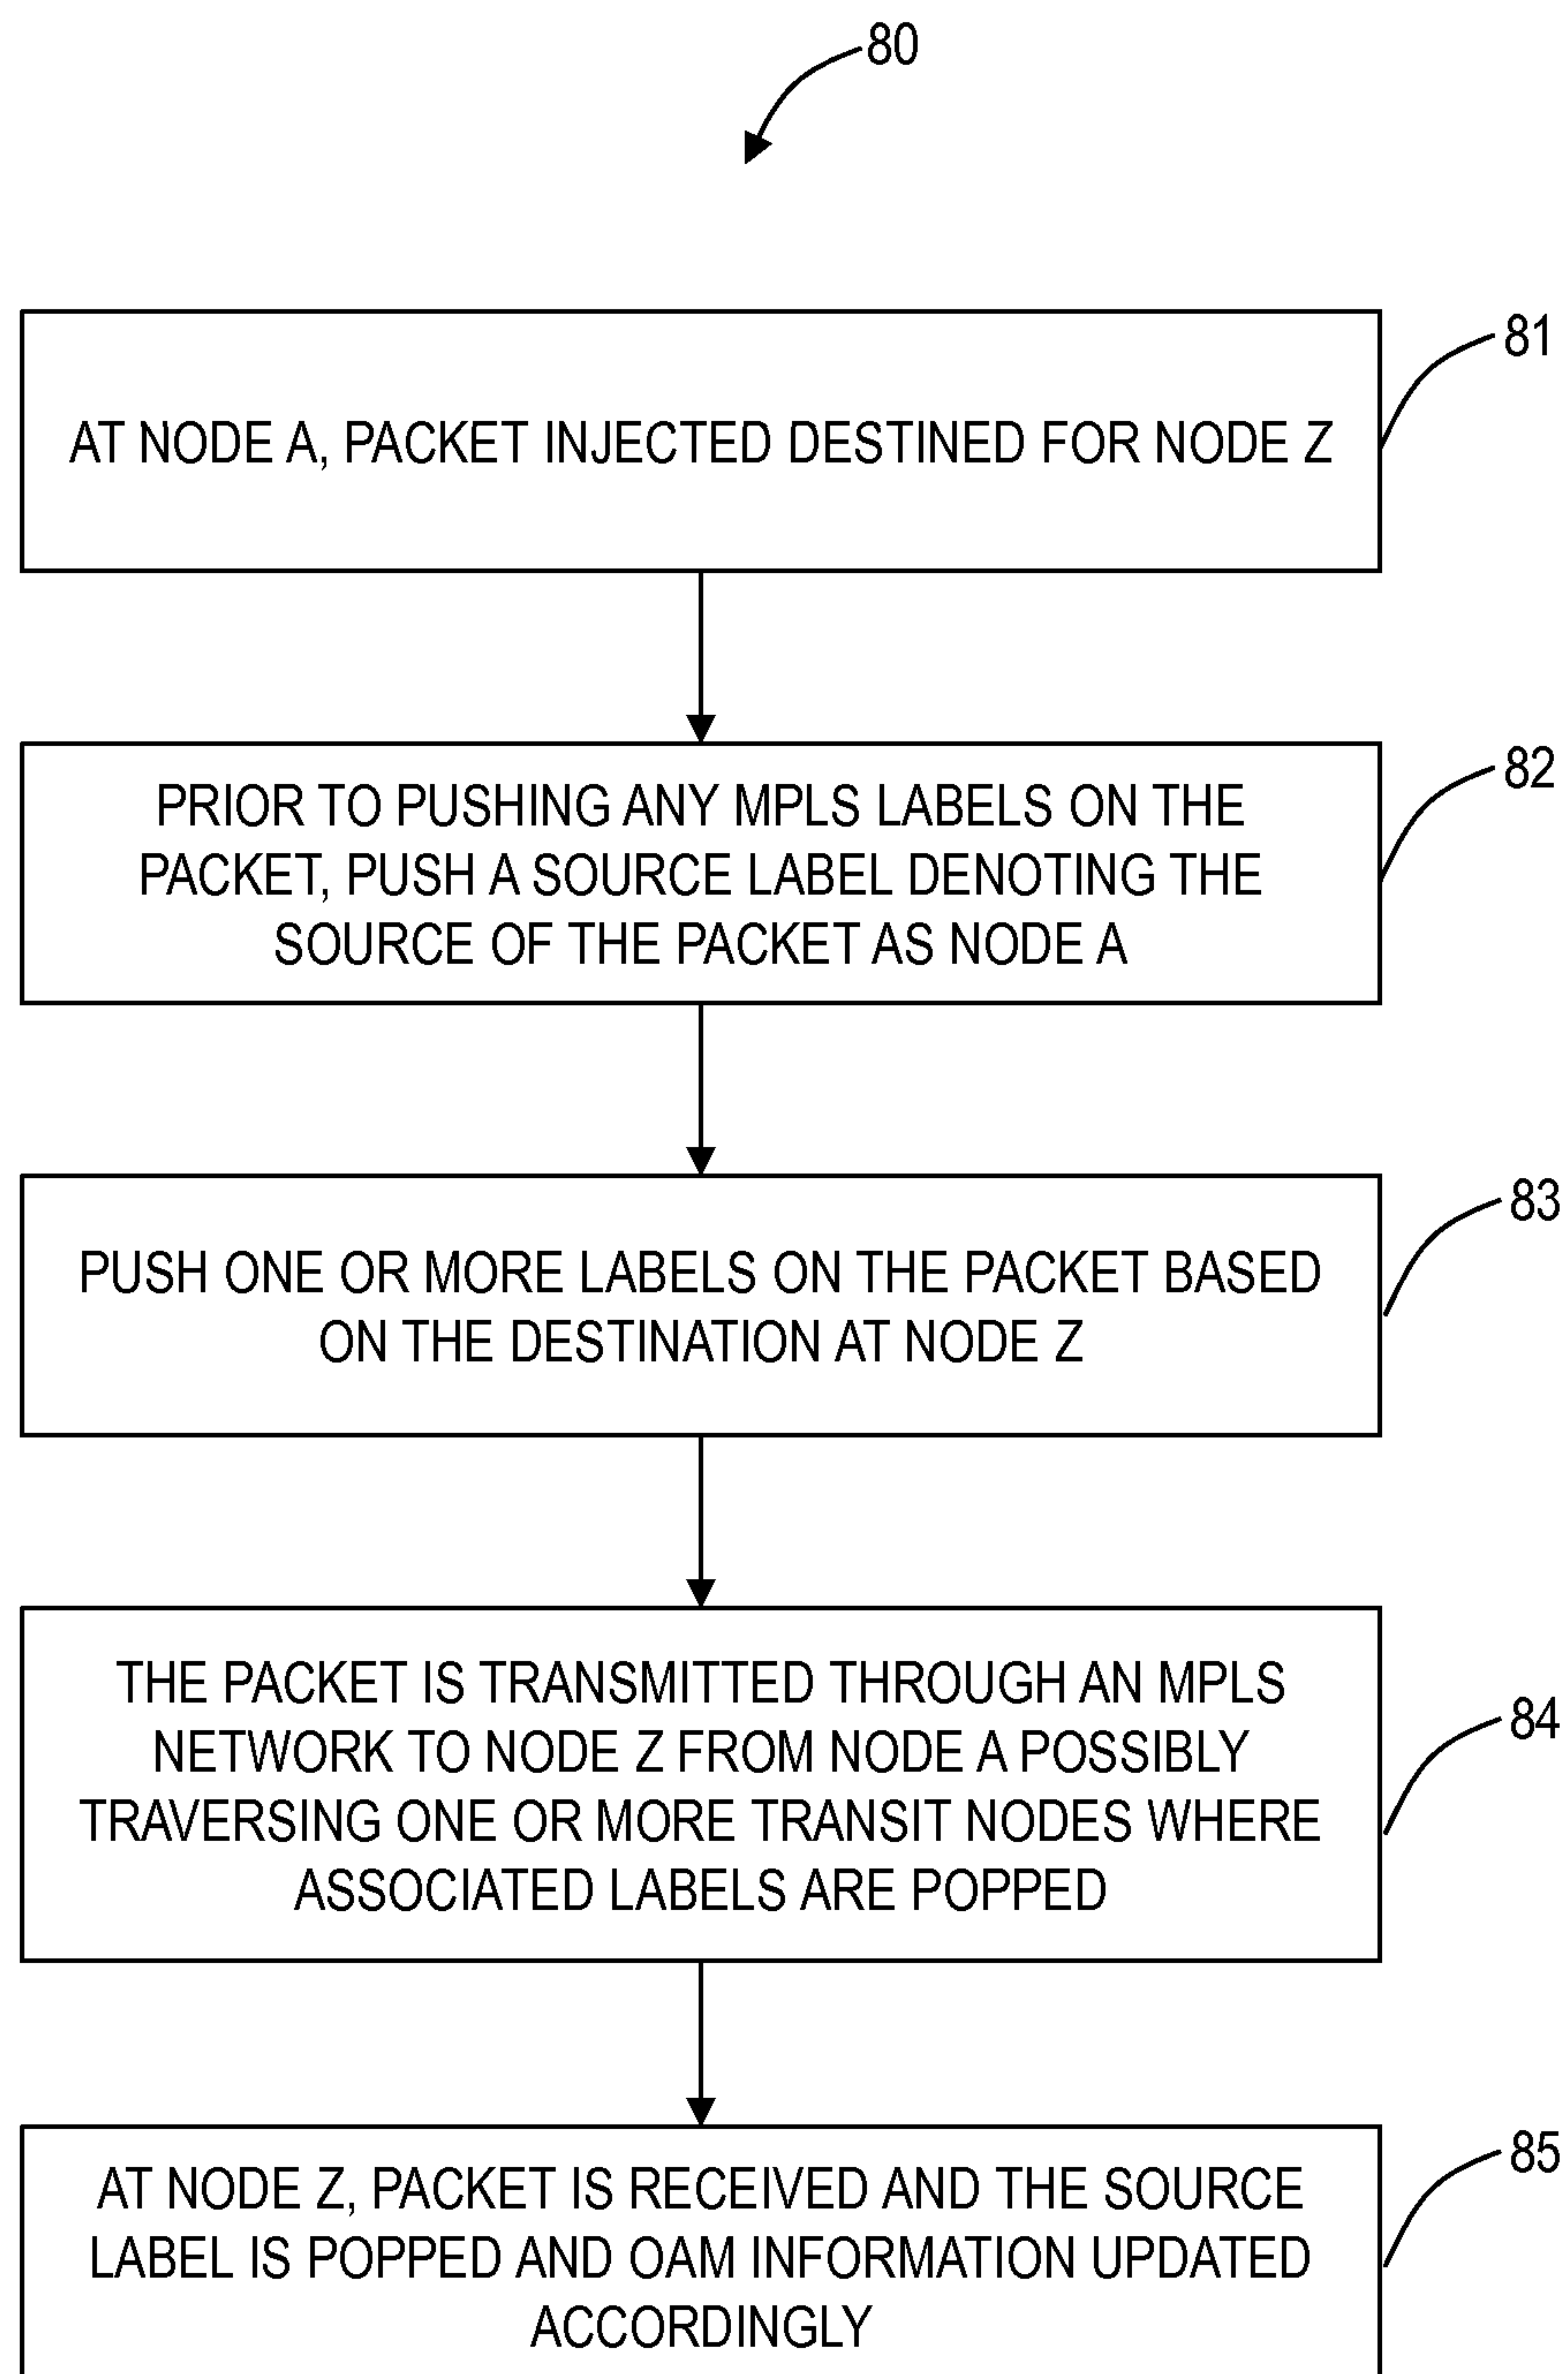 80
81
AT NODE A, PACKET INJECTED DESTINED FOR NODE Z
82
PRIOR TO PUSHING ANY MPLS LABELS ON THE
PACKET, PUSH A SOURCE LABEL DENOTING THE
SOURCE OF THE PACKET AS NODE A
83
PUSH ONE OR MORE LABELS ON THE PACKET BASED
ON THE DESTINATION AT NODE Z
84
THE PACKET IS TRANSMITTED THROUGH AN MPLS
NETWORK TO NODE Z FROM NODE A POSSIBLY
TRAVERSING ONE OR MORE TRANSIT NODES WHERE
ASSOCIATED LABELS ARE POPPED
85
AT NODE Z, PACKET IS RECEIVED AND THE SOURCE
LABEL IS POPPED AND OAM INFORMATION UPDATED
ACCORDINGLY